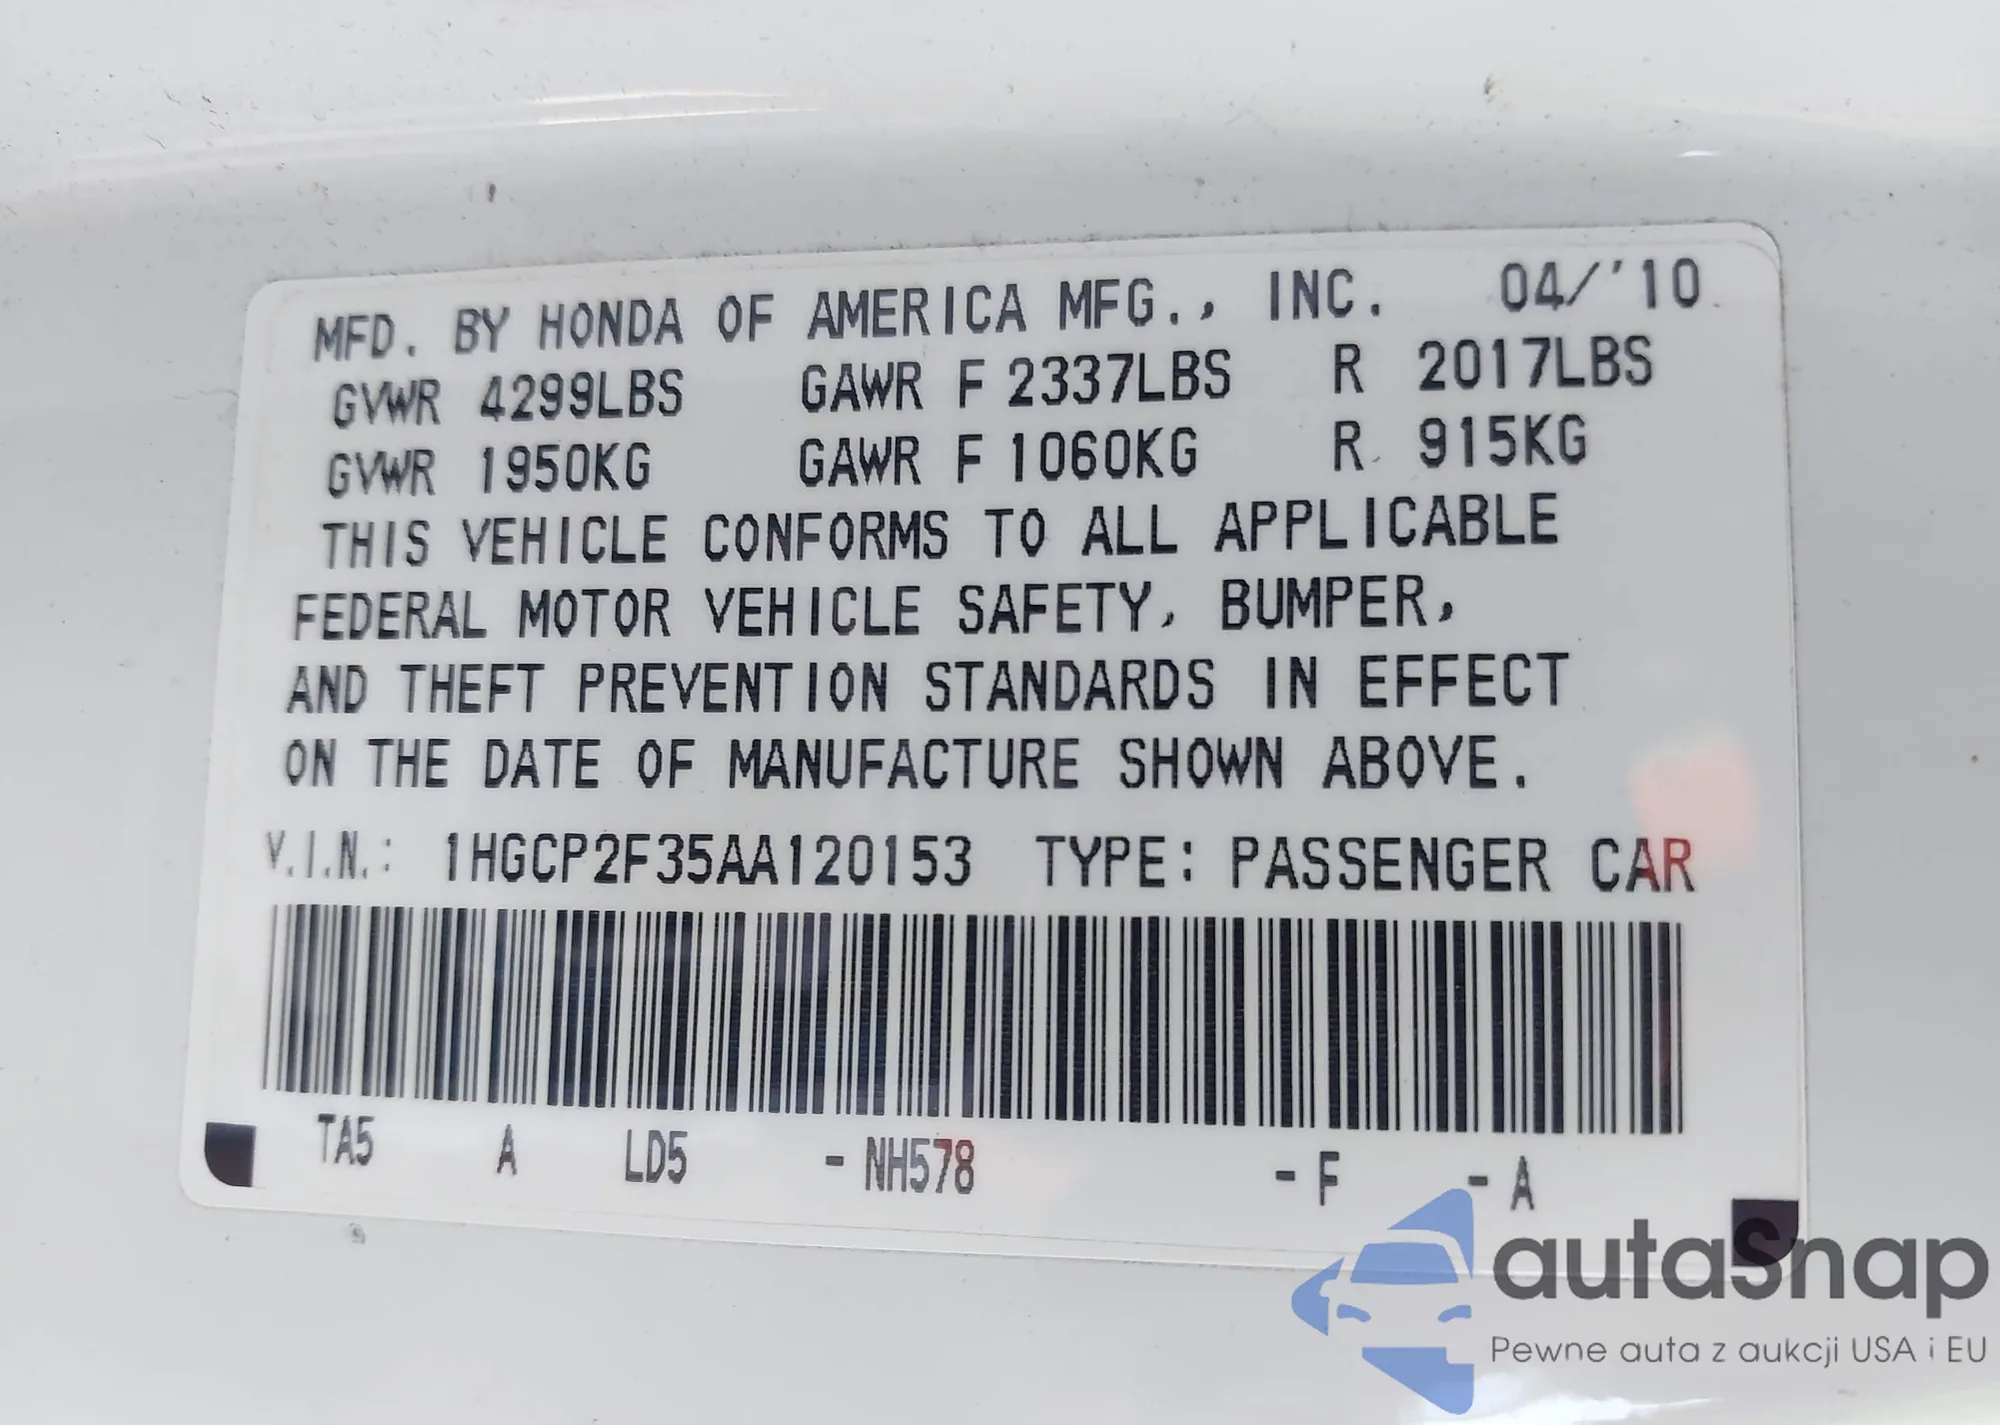 MFD. BY HONDA OF AMERICA MFG., INC. 04/'10
GVWR 4299LBS GAWR F 2337LBS R 2017LBS
GVWR 1950KG GAWR F 1060KG R 915KG
THIS VEHICLE CONFORMS TO ALL APPLICABLE
FEDERAL MOTOR VEHICLE SAFETY, BUMPER,
AND THEFT PREVENTION STANDARDS IN EFFECT
ON THE DATE OF MANUFACTURE SHOWN ABOVE.
V.I.N.: 1HGCP2F35AA120153 TYPE: PASSENGER CAR
TA5 A LD5 - NH578 - F - A
autaSnap
Pewne auta z aukcji USA i EU